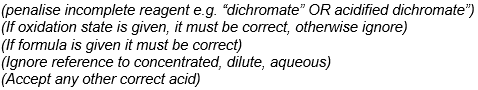 (penalise incomplete reagent e.g. “dichromate” OR acidified dichromate”)
(If oxidation state is given, it must be correct, otherwise ignore)
(If formula is given it must be correct)
(Ignore reference to concentrated, dilute, aqueous)
(Accept any other correct acid)